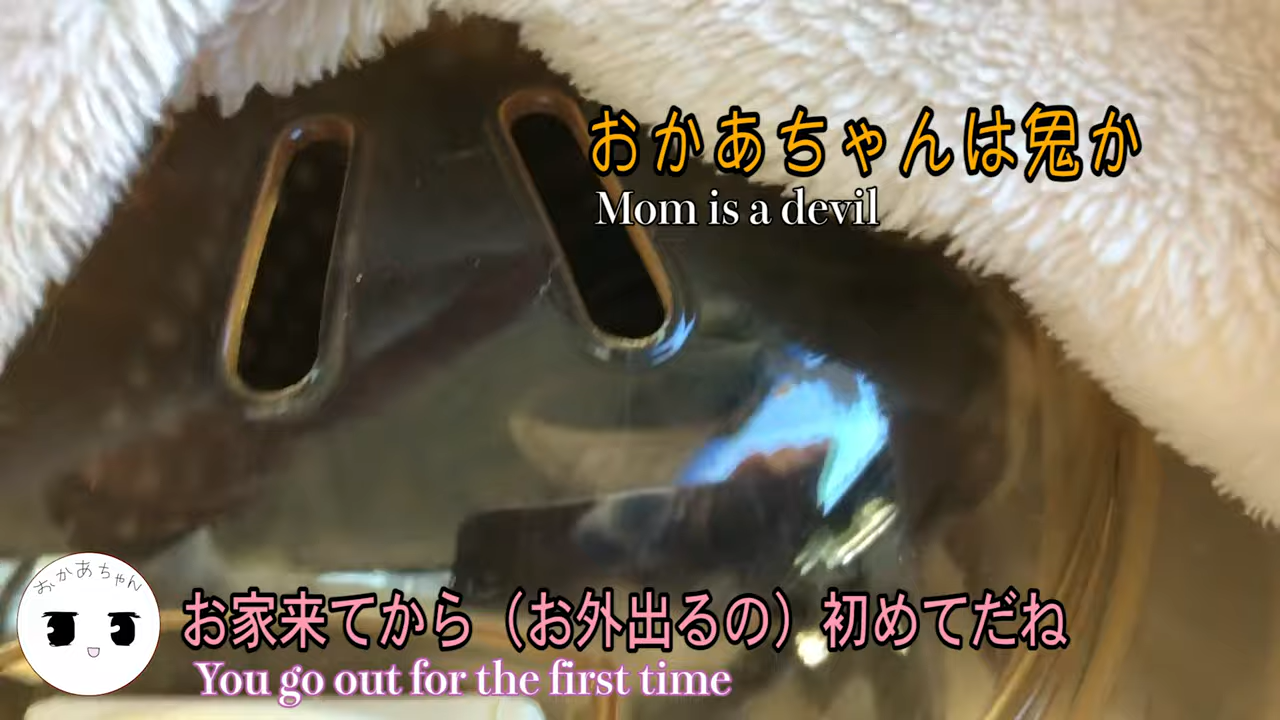 おかあちゃんは鬼か
Mom is a devil
おかあちゃん
お家来てから（お外出るの）初めてだね
You go out for the first time